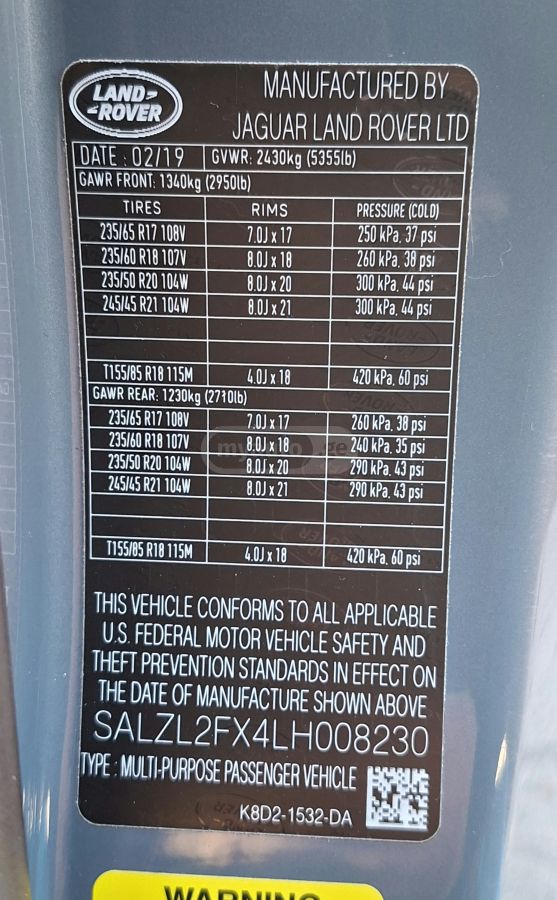 LAND-
-ROVER
MANUFACTURED BY
JAGUAR LAND ROVER LTD
DATE : 02/19 GVWR: 2430kg (5355lb)
GAWR FRONT: 1340kg (2950lb)
TIRES RIMS PRESSURE (COLD)
235/65 R17 108V 7.0J x 17 250 kPa, 37 psi
235/60 R18 107V 8.0J x 18 260 kPa, 38 psi
235/50 R20 104W 8.0J x 20 300 kPa, 44 psi
245/45 R21 104W 8.0J x 21 300 kPa, 44 psi
T155/85 R18 115M 4.0J x 18 420 kPa, 60 psi
GAWR REAR: 1230kg (2710lb)
235/65 R17 108V 7.0J x 17 260 kPa, 38 psi
235/60 R18 107V 8.0J x 18 240 kPa, 35 psi
235/50 R20 104W 8.0J x 20 290 kPa, 43 psi
245/45 R21 104W 8.0J x 21 290 kPa, 43 psi
T155/85 R18 115M 4.0J x 18 420 kPa, 60 psi
THIS VEHICLE CONFORMS TO ALL APPLICABLE
U.S. FEDERAL MOTOR VEHICLE SAFETY AND
THEFT PREVENTION STANDARDS IN EFFECT ON
THE DATE OF MANUFACTURE SHOWN ABOVE
SALZL2FX4LH008230
TYPE : MULTI-PURPOSE PASSENGER VEHICLE
K8D2-1532-DA
WARNING